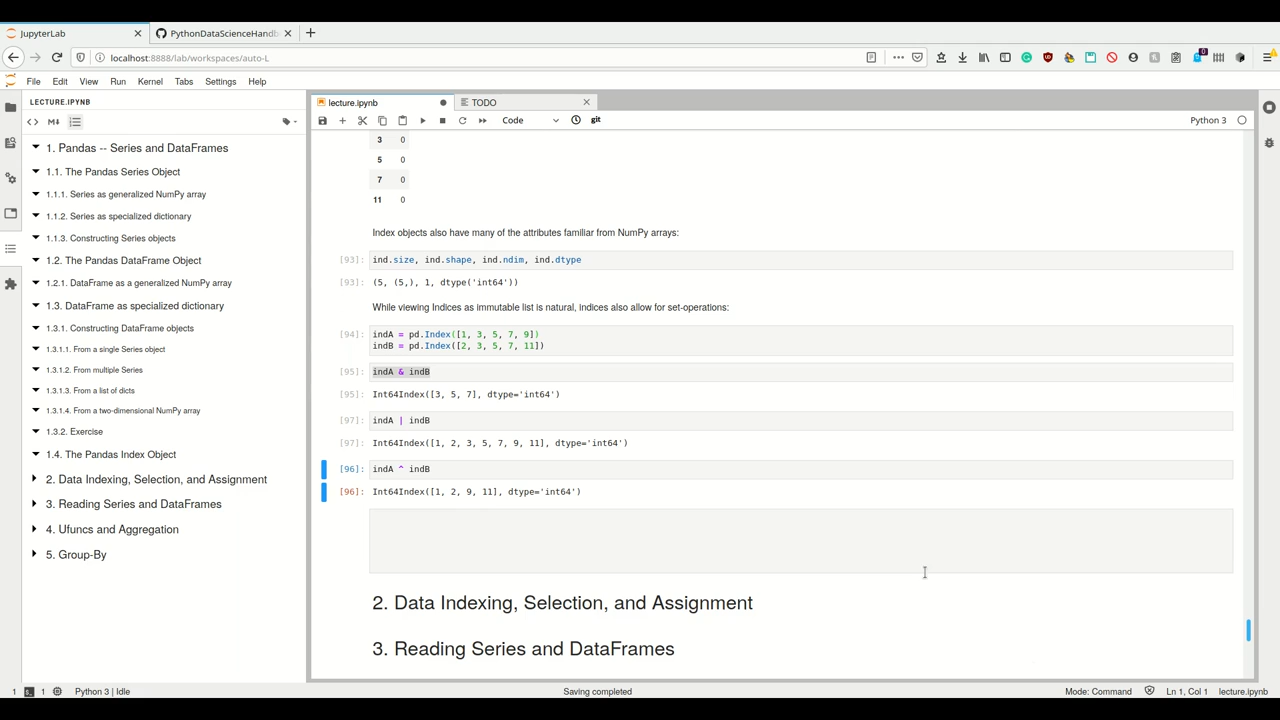 JupyterLab
PythonDataScienceHandb
localhost:8888/lab/workspaces/auto-L
File Edit View Run Kernel Tabs Settings Help
LECTURE.IPYNB
1. Pandas -- Series and DataFrames
1.1. The Pandas Series Object
1.1.1. Series as generalized NumPy array
1.1.2. Series as specialized dictionary
1.1.3. Constructing Series objects
1.2. The Pandas DataFrame Object
1.2.1. DataFrame as a generalized NumPy array
1.3. DataFrame as specialized dictionary
1.3.1. Constructing DataFrame objects
1.3.1.1. From a single Series object
1.3.1.2. From multiple Series
1.3.1.3. From a list of dicts
1.3.1.4. From a two-dimensional NumPy array
1.3.2. Exercise
1.4. The Pandas Index Object
2. Data Indexing, Selection, and Assignment
3. Reading Series and DataFrames
4. Ufuncs and Aggregation
5. Group-By
lecture.ipynb
TODO
Code
git
Python 3
3 0
5 0
7 0
11 0
Index objects also have many of the attributes familiar from NumPy arrays:
[93]: ind.size, ind.shape, ind.ndim, ind.dtype
[93]: (5, (5,), 1, dtype('int64'))
While viewing Indices as immutable list is natural, indices also allow for set-operations:
[94]: indA = pd.Index([1, 3, 5, 7, 9])
indB = pd.Index([2, 3, 5, 7, 11])
[95]: indA & indB
[95]: Int64Index([3, 5, 7], dtype='int64')
[97]: indA | indB
[97]: Int64Index([1, 2, 3, 5, 7, 9, 11], dtype='int64')
[96]: indA ^ indB
[96]: Int64Index([1, 2, 9, 11], dtype='int64')
2. Data Indexing, Selection, and Assignment
3. Reading Series and DataFrames
1 1 Python 3 | Idle
Saving completed
Mode: Command
Ln 1, Col 1
lecture.ipynb